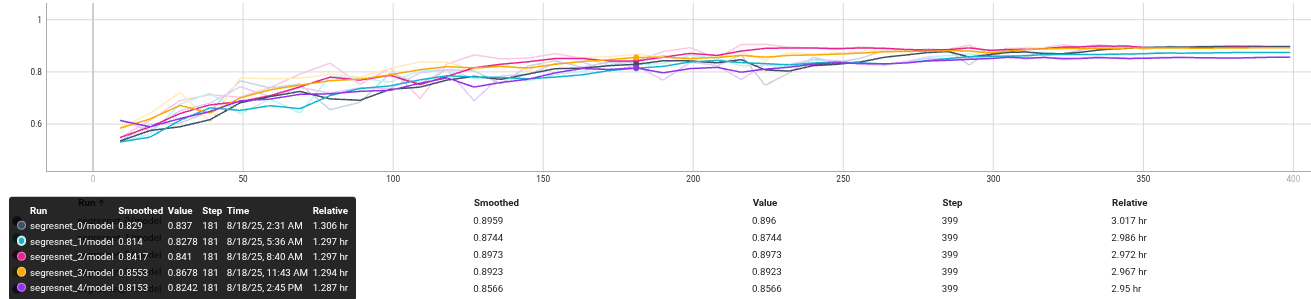 1
0.8
0.6
0 50 100 150 200 250 300 350 400
Run ↑ Smoothed Value Step Relative
0.8959 0.896 399 3.017 hr
0.8744 0.8744 399 2.986 hr
0.8973 0.8973 399 2.972 hr
0.8923 0.8923 399 2.967 hr
0.8566 0.8566 399 2.95 hr
Run Smoothed Value Step Time Relative
segresnet_0/model 0.829 0.837 181 8/18/25, 2:31 AM 1.306 hr
segresnet_1/model 0.814 0.8278 181 8/18/25, 5:36 AM 1.297 hr
segresnet_2/model 0.8417 0.841 181 8/18/25, 8:40 AM 1.297 hr
segresnet_3/model 0.8553 0.8678 181 8/18/25, 11:43 AM 1.294 hr
segresnet_4/model 0.8153 0.8242 181 8/18/25, 2:45 PM 1.287 hr